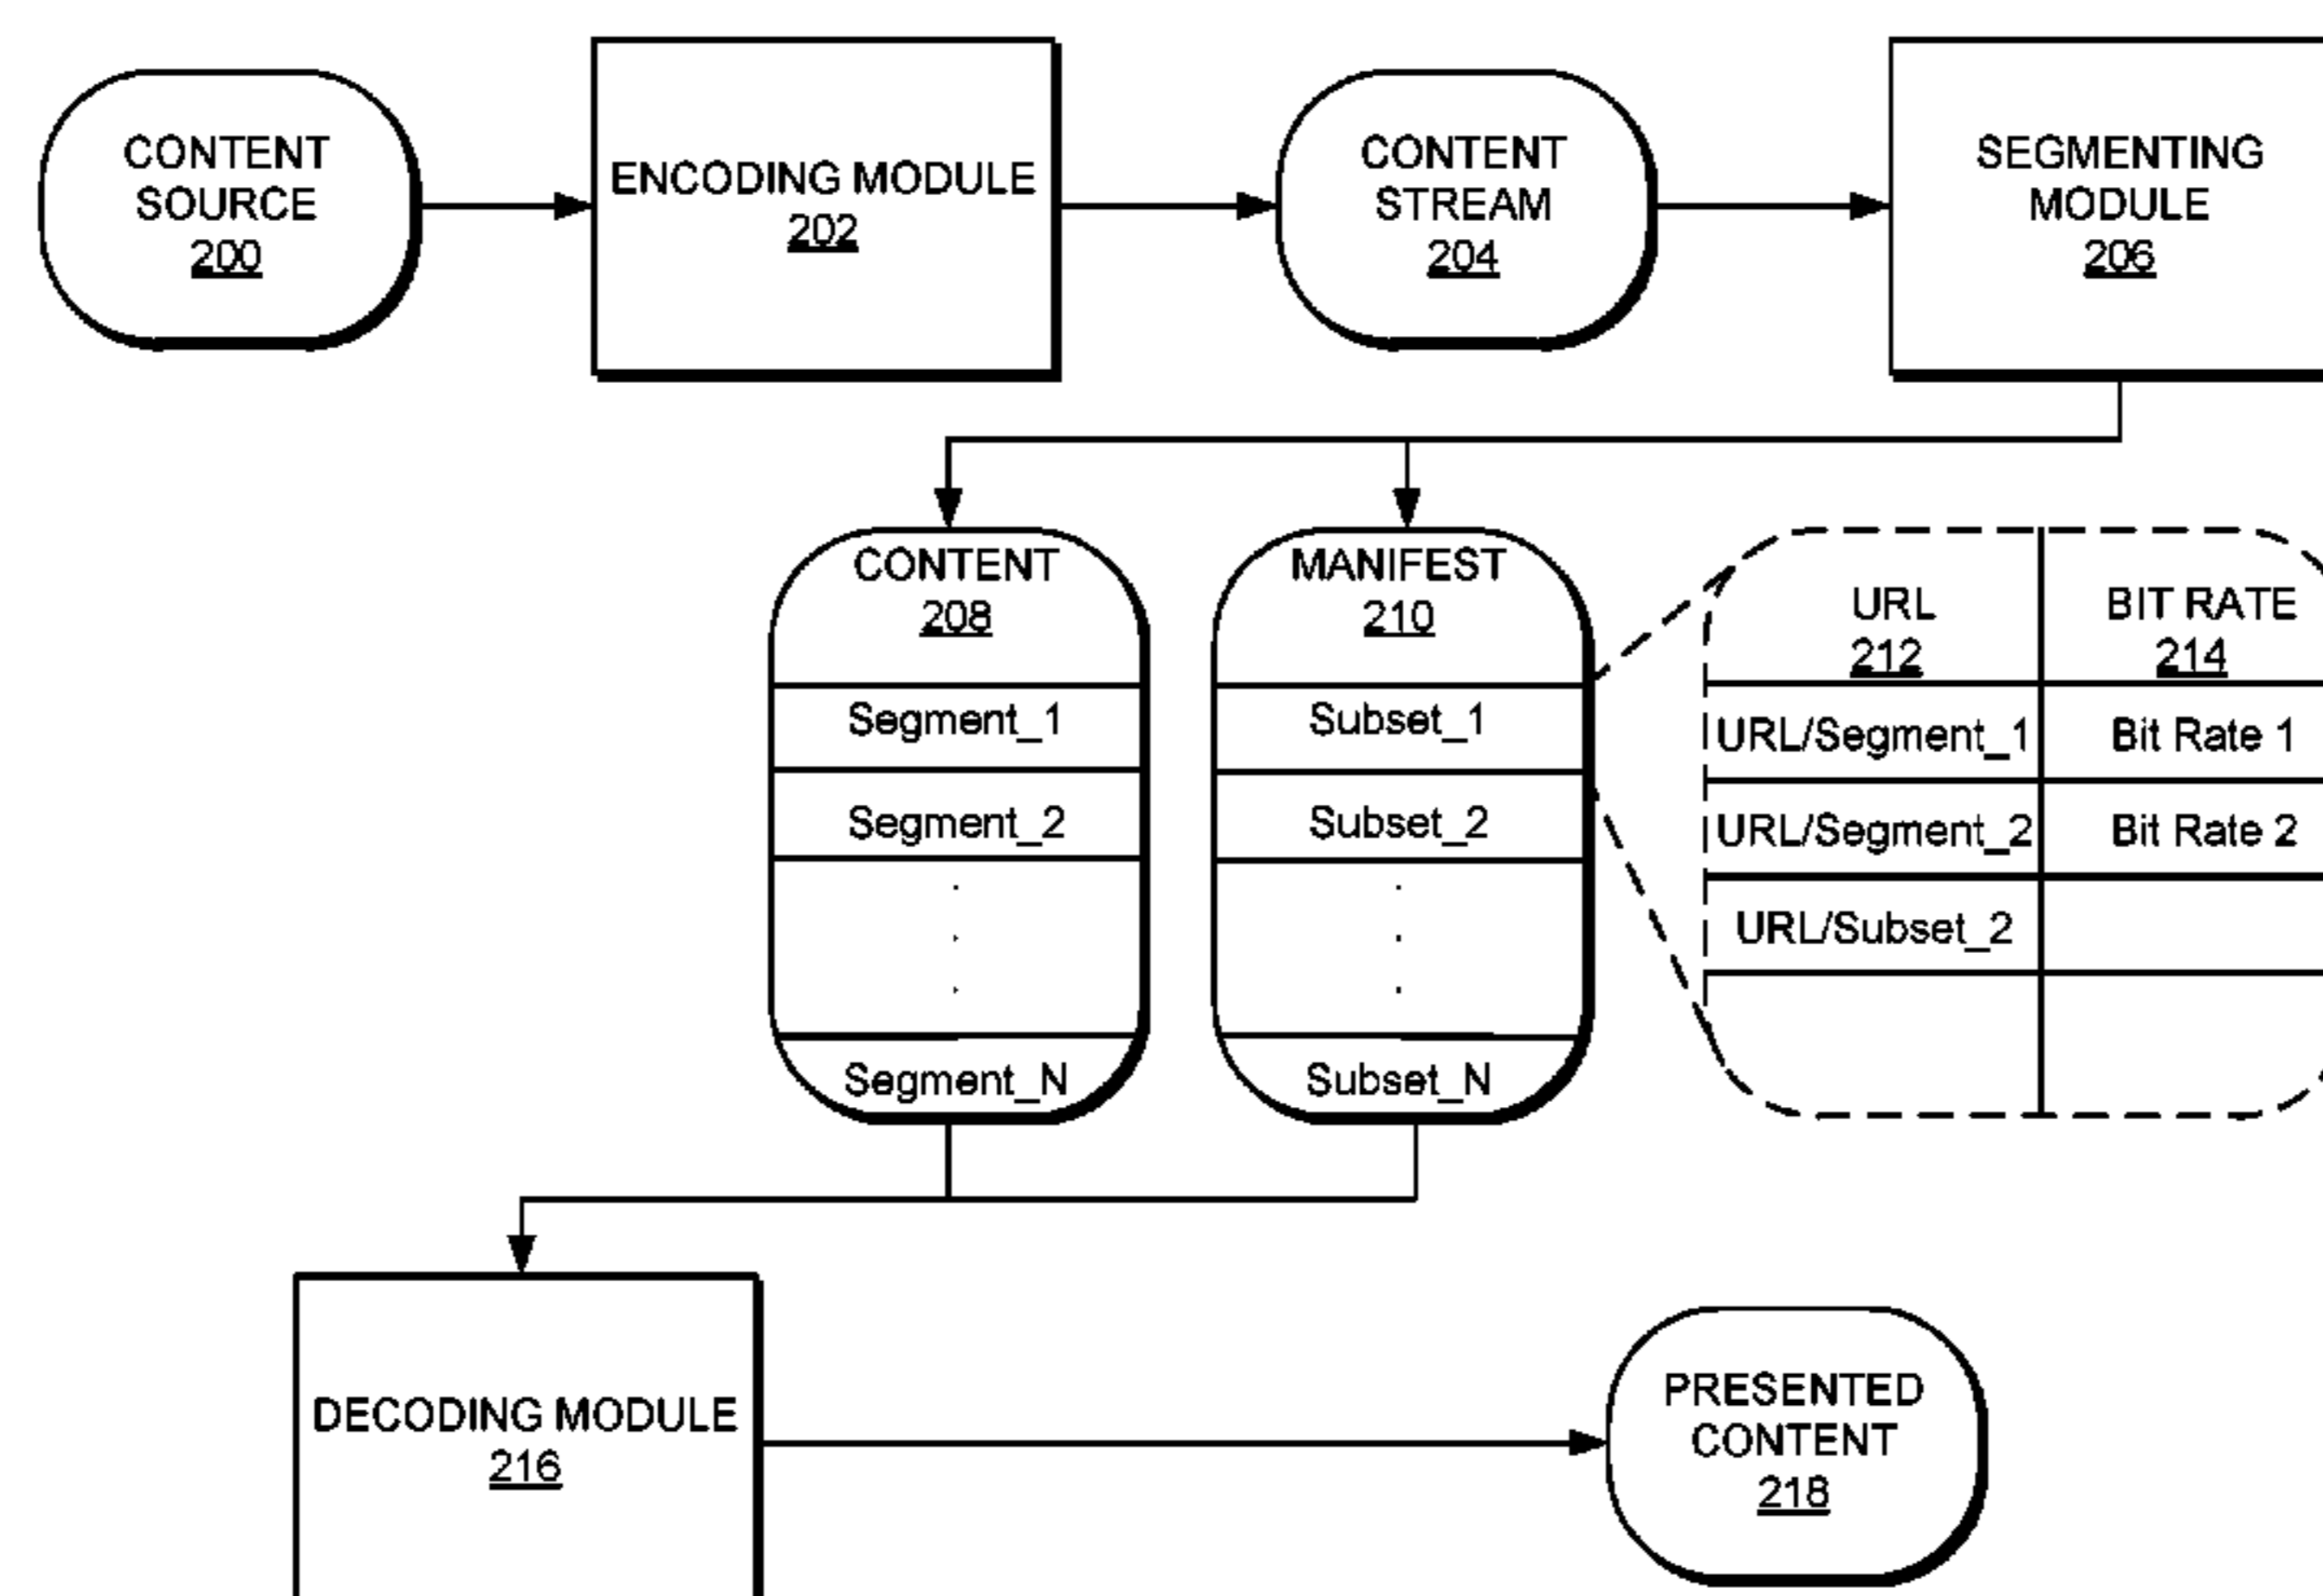 CONTENT
SOURCE
200
ENCODING MODULE
202
CONTENT
STREAM
204
SEGMENTING
MODULE
206
CONTENT
208
Segment_1
Segment_2
.
.
.
Segment_N
MANIFEST
210
Subset_1
Subset_2
.
.
.
Subset_N
URL
212
BIT RATE
214
URL/Segment_1
Bit Rate 1
URL/Segment_2
Bit Rate 2
URL/Subset_2
DECODING MODULE
216
PRESENTED
CONTENT
218